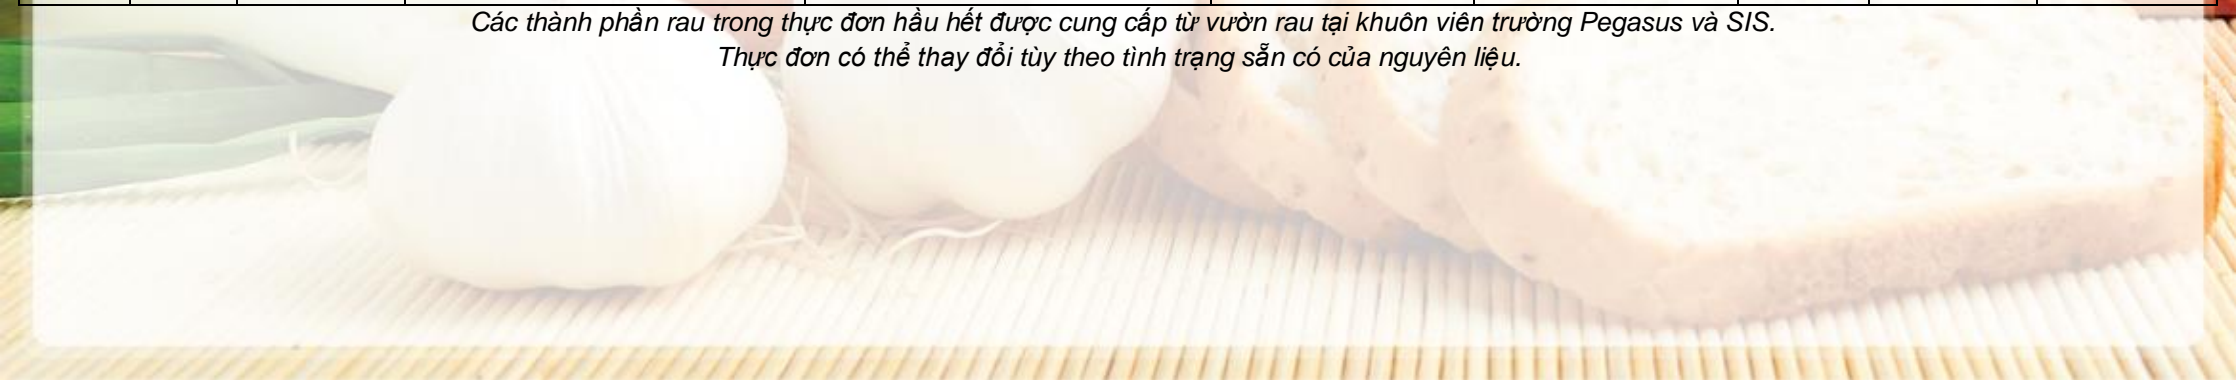 Các thành phần rau trong thực đơn hầu hết được cung cấp từ vườn rau tại khuôn viên trường Pegasus và SIS.
Thực đơn có thể thay đổi tùy theo tình trạng sẵn có của nguyên liệu.